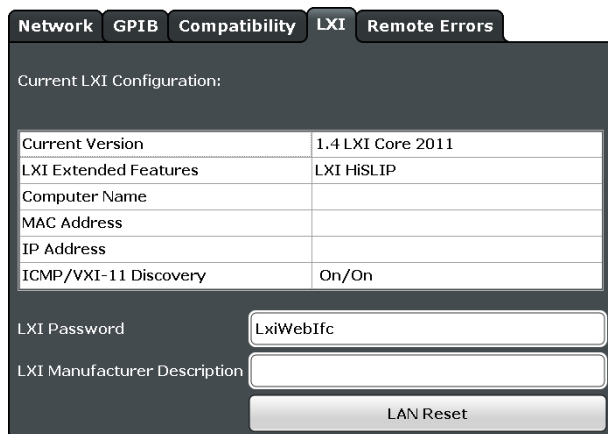 Network GPIB Compatibility LXI Remote Errors
Current LXI Configuration:
Current Version 1.4 LXI Core 2011
LXI Extended Features LXI HiSLIP
Computer Name
MAC Address
IP Address
ICMP/VXI-11 Discovery On/On
LXI Password LxiWebIfc
LXI Manufacturer Description
LAN Reset